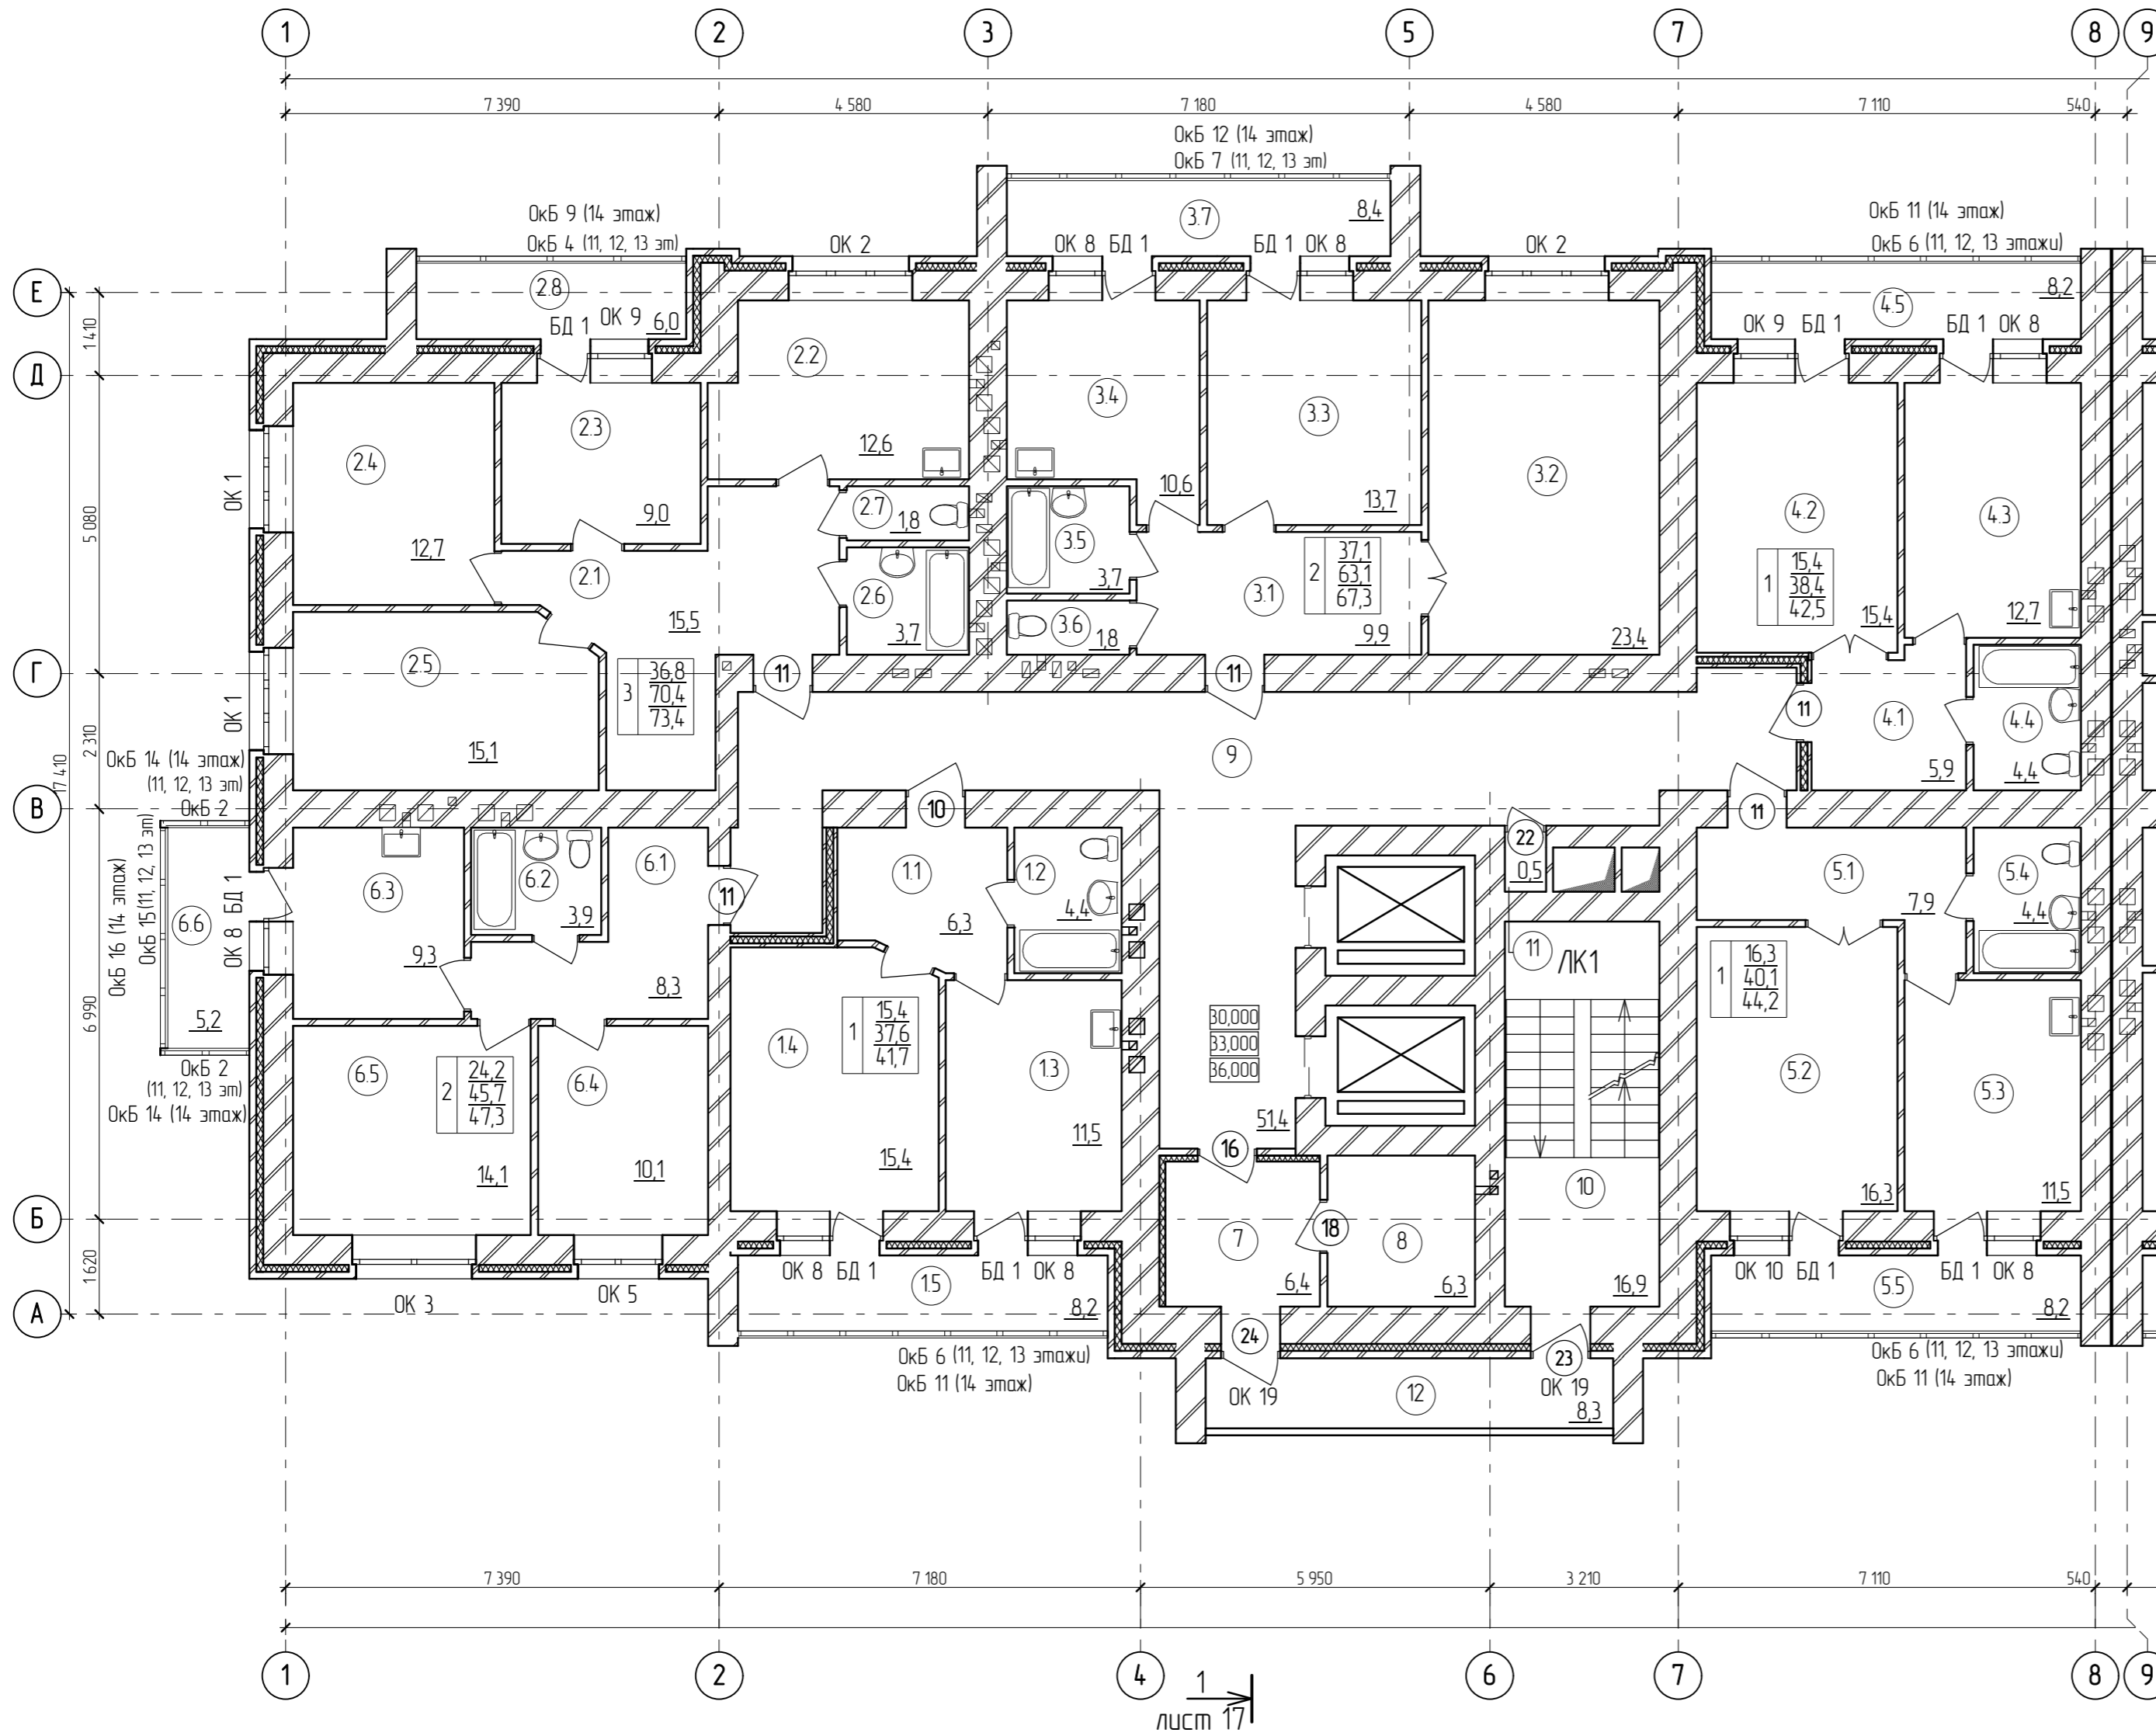 1 2 3 5 7 8 9
7 390 4 580 7 180 4 580 7 110 540
ОкБ 12 (14 этаж)
ОкБ 7 (11, 12, 13 эт)
3.7 8,4
ОкБ 9 (14 этаж)
ОкБ 4 (11, 12, 13 эт)
ОК 2
ОК 8 БД 1 БД 1 ОК 8
ОК 2
ОкБ 11 (14 этаж)
ОкБ 6 (11, 12, 13 этажи)
Е
Д
Г
В
Б
А
1 410
5 080
2 310
17 410
6 990
1 620
2.8
БД 1 ОК 9 6,0
4.5 8,2
ОК 9 БД 1 БД 1 ОК 8
2.2
12,6
2.3
9,0
2.4
12,7
ОК 1
2.7
1,8
2.1
15,5
2.6
3,7
2.5
15,1
ОК 1
3
36,8
70,4
73,4
11
3.4
10,6
3.3
13,7
3.2
23,4
3.5
3,7
3.6
1,8
3.1
9,9
2
37,1
63,1
67,3
11
4.2
15,4
4.3
12,7
1
15,4
38,4
42,5
4.1
5,9
4.4
4,4
11
9
ОкБ 14 (14 этаж)
(11, 12, 13 эт)
ОкБ 2
ОкБ 16 (14 этаж)
ОкБ 15 (11, 12, 13 эт)
6.6
5,2
ОК 8 БД 1
ОкБ 2
(11, 12, 13 эт)
ОкБ 14 (14 этаж)
6.3
9,3
6.2
3,9
6.1
8,3
11
6.5
14,1
2
24,2
45,7
47,3
6.4
10,1
ОК 3
ОК 5
10
1.1
6,3
1.2
4,4
1.4
15,4
1
15,4
37,6
41,7
1.3
11,5
ОК 8 БД 1 БД 1 ОК 8
1.5
8,2
ОкБ 6 (11, 12, 13 этажи)
ОкБ 11 (14 этаж)
30,000
33,000
36,000
51,4
16
7
6,4
18
8
6,3
22
0,5
11
ЛК1
10
16,9
24
23
ОК 19
ОК 19
12
8,3
11
5.1
7,9
5.4
4,4
1
16,3
40,1
44,2
5.2
16,3
5.3
11,5
ОК 10 БД 1 БД 1 ОК 8
5.5
8,2
ОкБ 6 (11, 12, 13 этажи)
ОкБ 11 (14 этаж)
7 390 7 180 5 950 3 210 7 110 540
1 2 4 6 7 8 9
1
лист 17